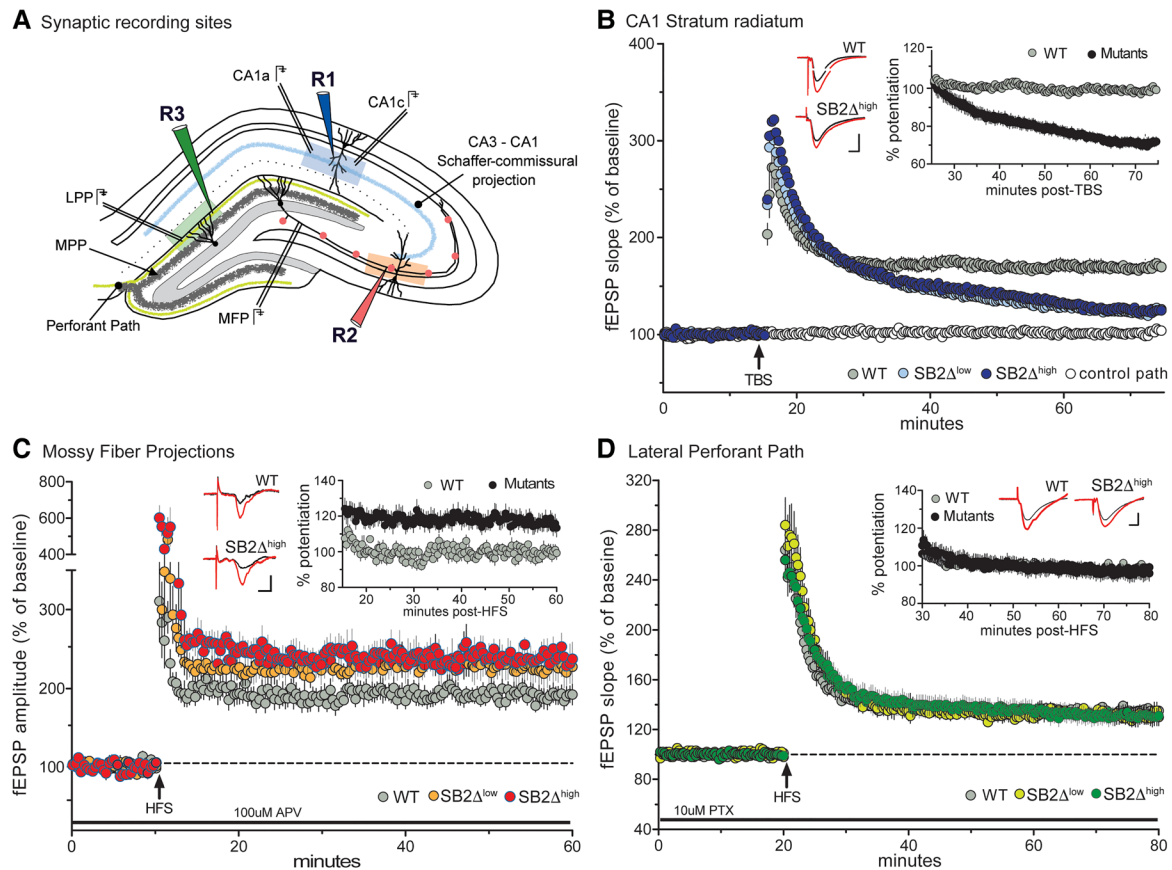 A Synaptic recording sites
R1
CA1a
CA1c
R3
CA3 - CA1
Schaffer-commissural
projection
LPP
MPP
Perforant Path
MFP
R2
B CA1 Stratum radiatum
400
300
200
100
fEPSP slope (% of baseline)
WT
SB2Δhigh
120
100
80
60
% potentiation
WT Mutants
30 40 50 60 70
minutes post-TBS
TBS
WT SB2Δlow SB2Δhigh control path
0 20 40 60
minutes
C Mossy Fiber Projections
800
600
400
300
200
100
0
fEPSP amplitude (% of baseline)
WT
SB2Δhigh
140
120
100
80
% potentiation
WT Mutants
20 30 40 50 60
minutes post-HFS
HFS
WT SB2Δlow SB2Δhigh
100uM APV
0 20 40 60
minutes
D Lateral Perforant Path
320
280
240
200
160
120
80
40
fEPSP slope (% of baseline)
140
120
100
80
% potentiation
WT
Mutants
WT SB2Δhigh
30 40 50 60 70 80
minutes post-HFS
HFS
WT SB2Δlow SB2Δhigh
10uM PTX
0 20 40 60 80
minutes